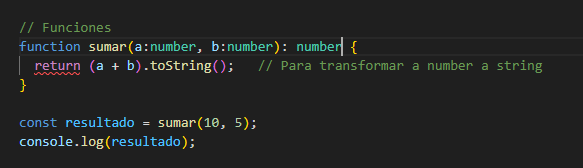 // Funciones
function sumar(a:number, b:number): number {
  return (a + b).toString();   // Para transformar a number a string
}
const resultado = sumar(10, 5);
console.log(resultado);